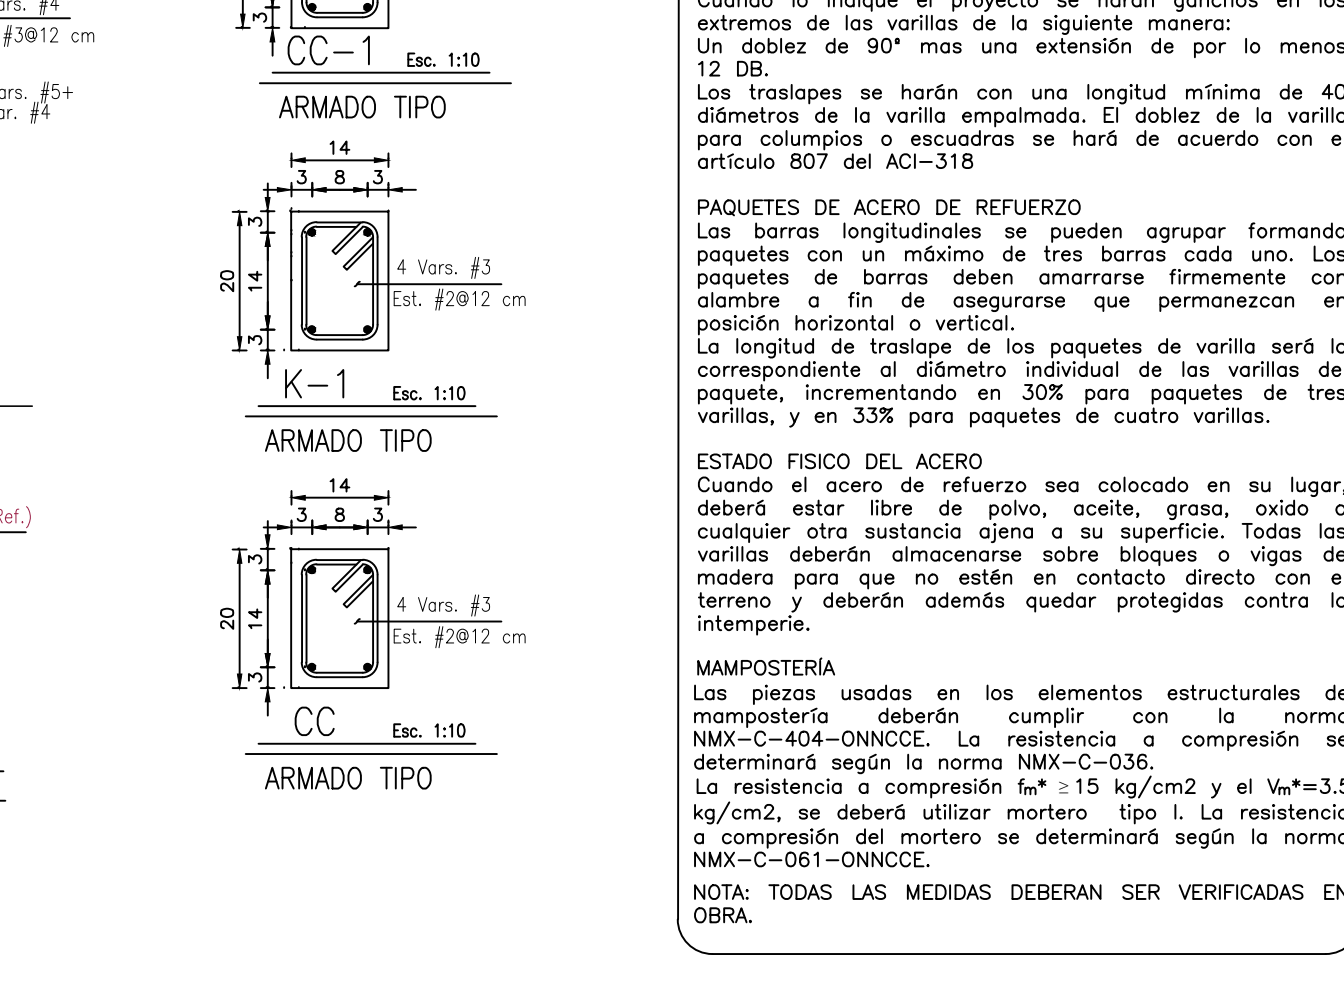 #4
#3@12 cm
#5+
#4
3
CC-1 Esc. 1:10
ARMADO TIPO
14
3 8 3
3
20 14
3
4 Vars. #3
Est. #2@12 cm
K-1 Esc. 1:10
ARMADO TIPO
14
3 8 3
3
20 14
3
4 Vars. #3
Est. #2@12 cm
CC Esc. 1:10
ARMADO TIPO
Cuando lo indique el proyecto se harán ganchos en los
extremos de las varillas de la siguiente manera:
Un doblez de 90ª mas una extensión de por lo menos
12 DB.
Los traslapes se harán con una longitud mínima de 40
diámetros de la varilla empalmada. El doblez de la varilla
para columpios o escuadras se hará de acuerdo con e
artículo 807 del ACI-318
PAQUETES DE ACERO DE REFUERZO
Las barras longitudinales se pueden agrupar formando
paquetes con un máximo de tres barras cada uno. Los
paquetes de barras deben amarrarse firmemente con
alambre a fin de asegurarse que permanezcan en
posición horizontal o vertical.
La longitud de traslape de los paquetes de varilla será la
correspondiente al diámetro individual de las varillas de
paquete, incrementando en 30% para paquetes de tres
varillas, y en 33% para paquetes de cuatro varillas.
ESTADO FISICO DEL ACERO
Cuando el acero de refuerzo sea colocado en su lugar,
deberá estar libre de polvo, aceite, grasa, oxido o
cualquier otra sustancia ajena a su superficie. Todas las
varillas deberán almacenarse sobre bloques o vigas de
madera para que no estén en contacto directo con e
terreno y deberán además quedar protegidas contra la
intemperie.
MAMPOSTERÍA
Las piezas usadas en los elementos estructurales de
mampostería deberán cumplir con la norma
NMX-C-404-ONNCCE. La resistencia a compresión se
determinará según la norma NMX-C-036.
La resistencia a compresión fm* ≥15 kg/cm2 y el Vm*=3.5
kg/cm2, se deberá utilizar mortero tipo I. La resistencia
a compresión del mortero se determinará según la norma
NMX-C-061-ONNCCE.
NOTA: TODAS LAS MEDIDAS DEBERAN SER VERIFICADAS EN
OBRA.